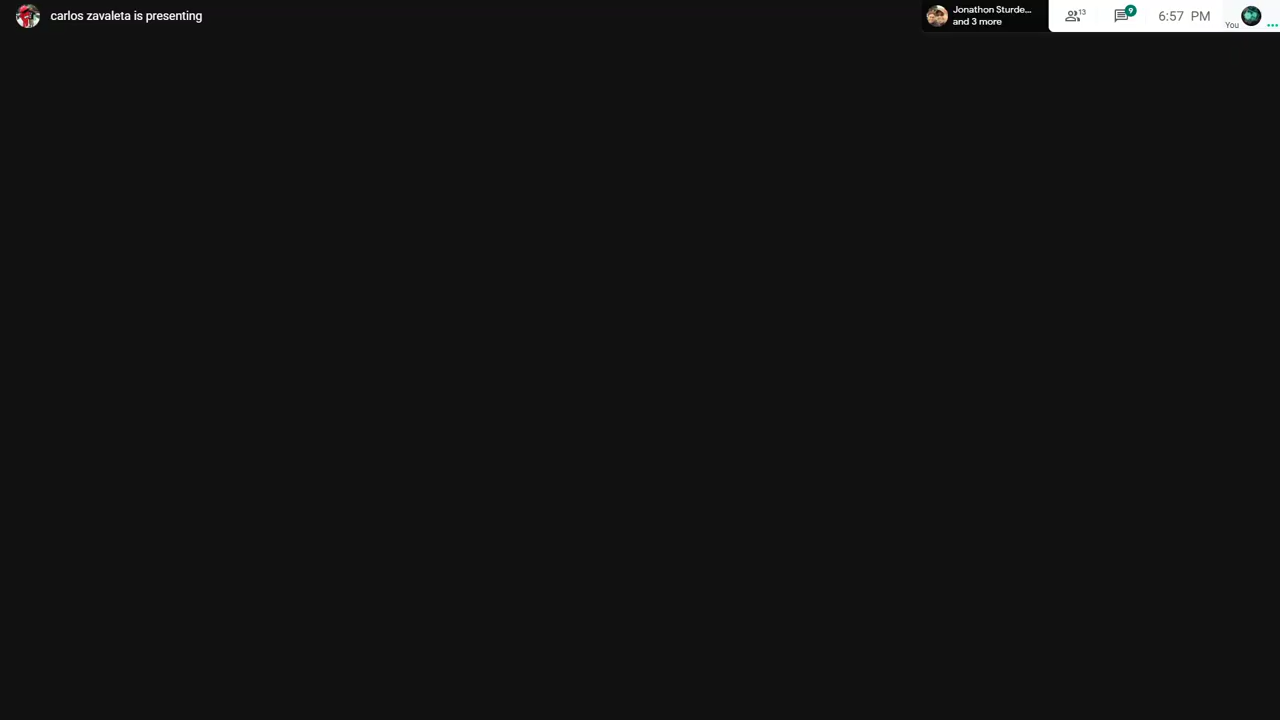 carlos zavaleta is presenting
Jonathon Sturde...
and 3 more
13
9
6:57 PM
You